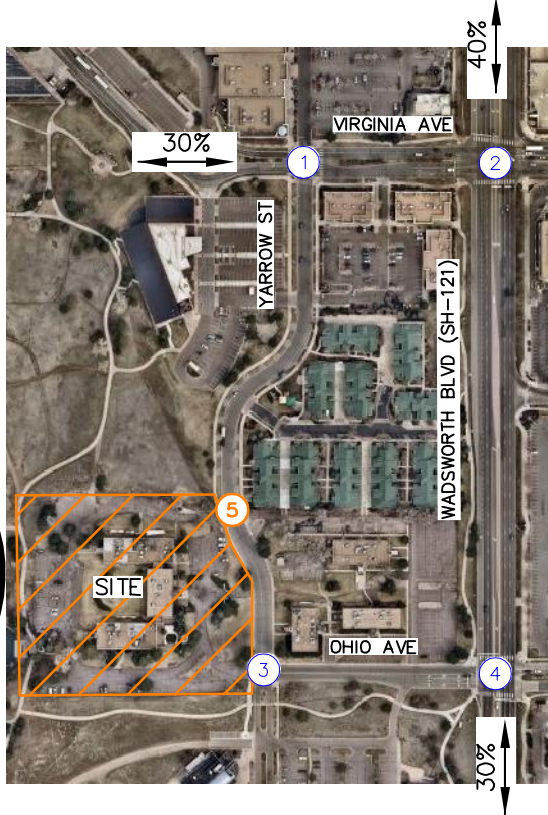 40%
VIRGINIA AVE
30%
1
2
YARROW ST
WADSWORTH BLVD (SH-121)
5
SITE
OHIO AVE
3
4
30%